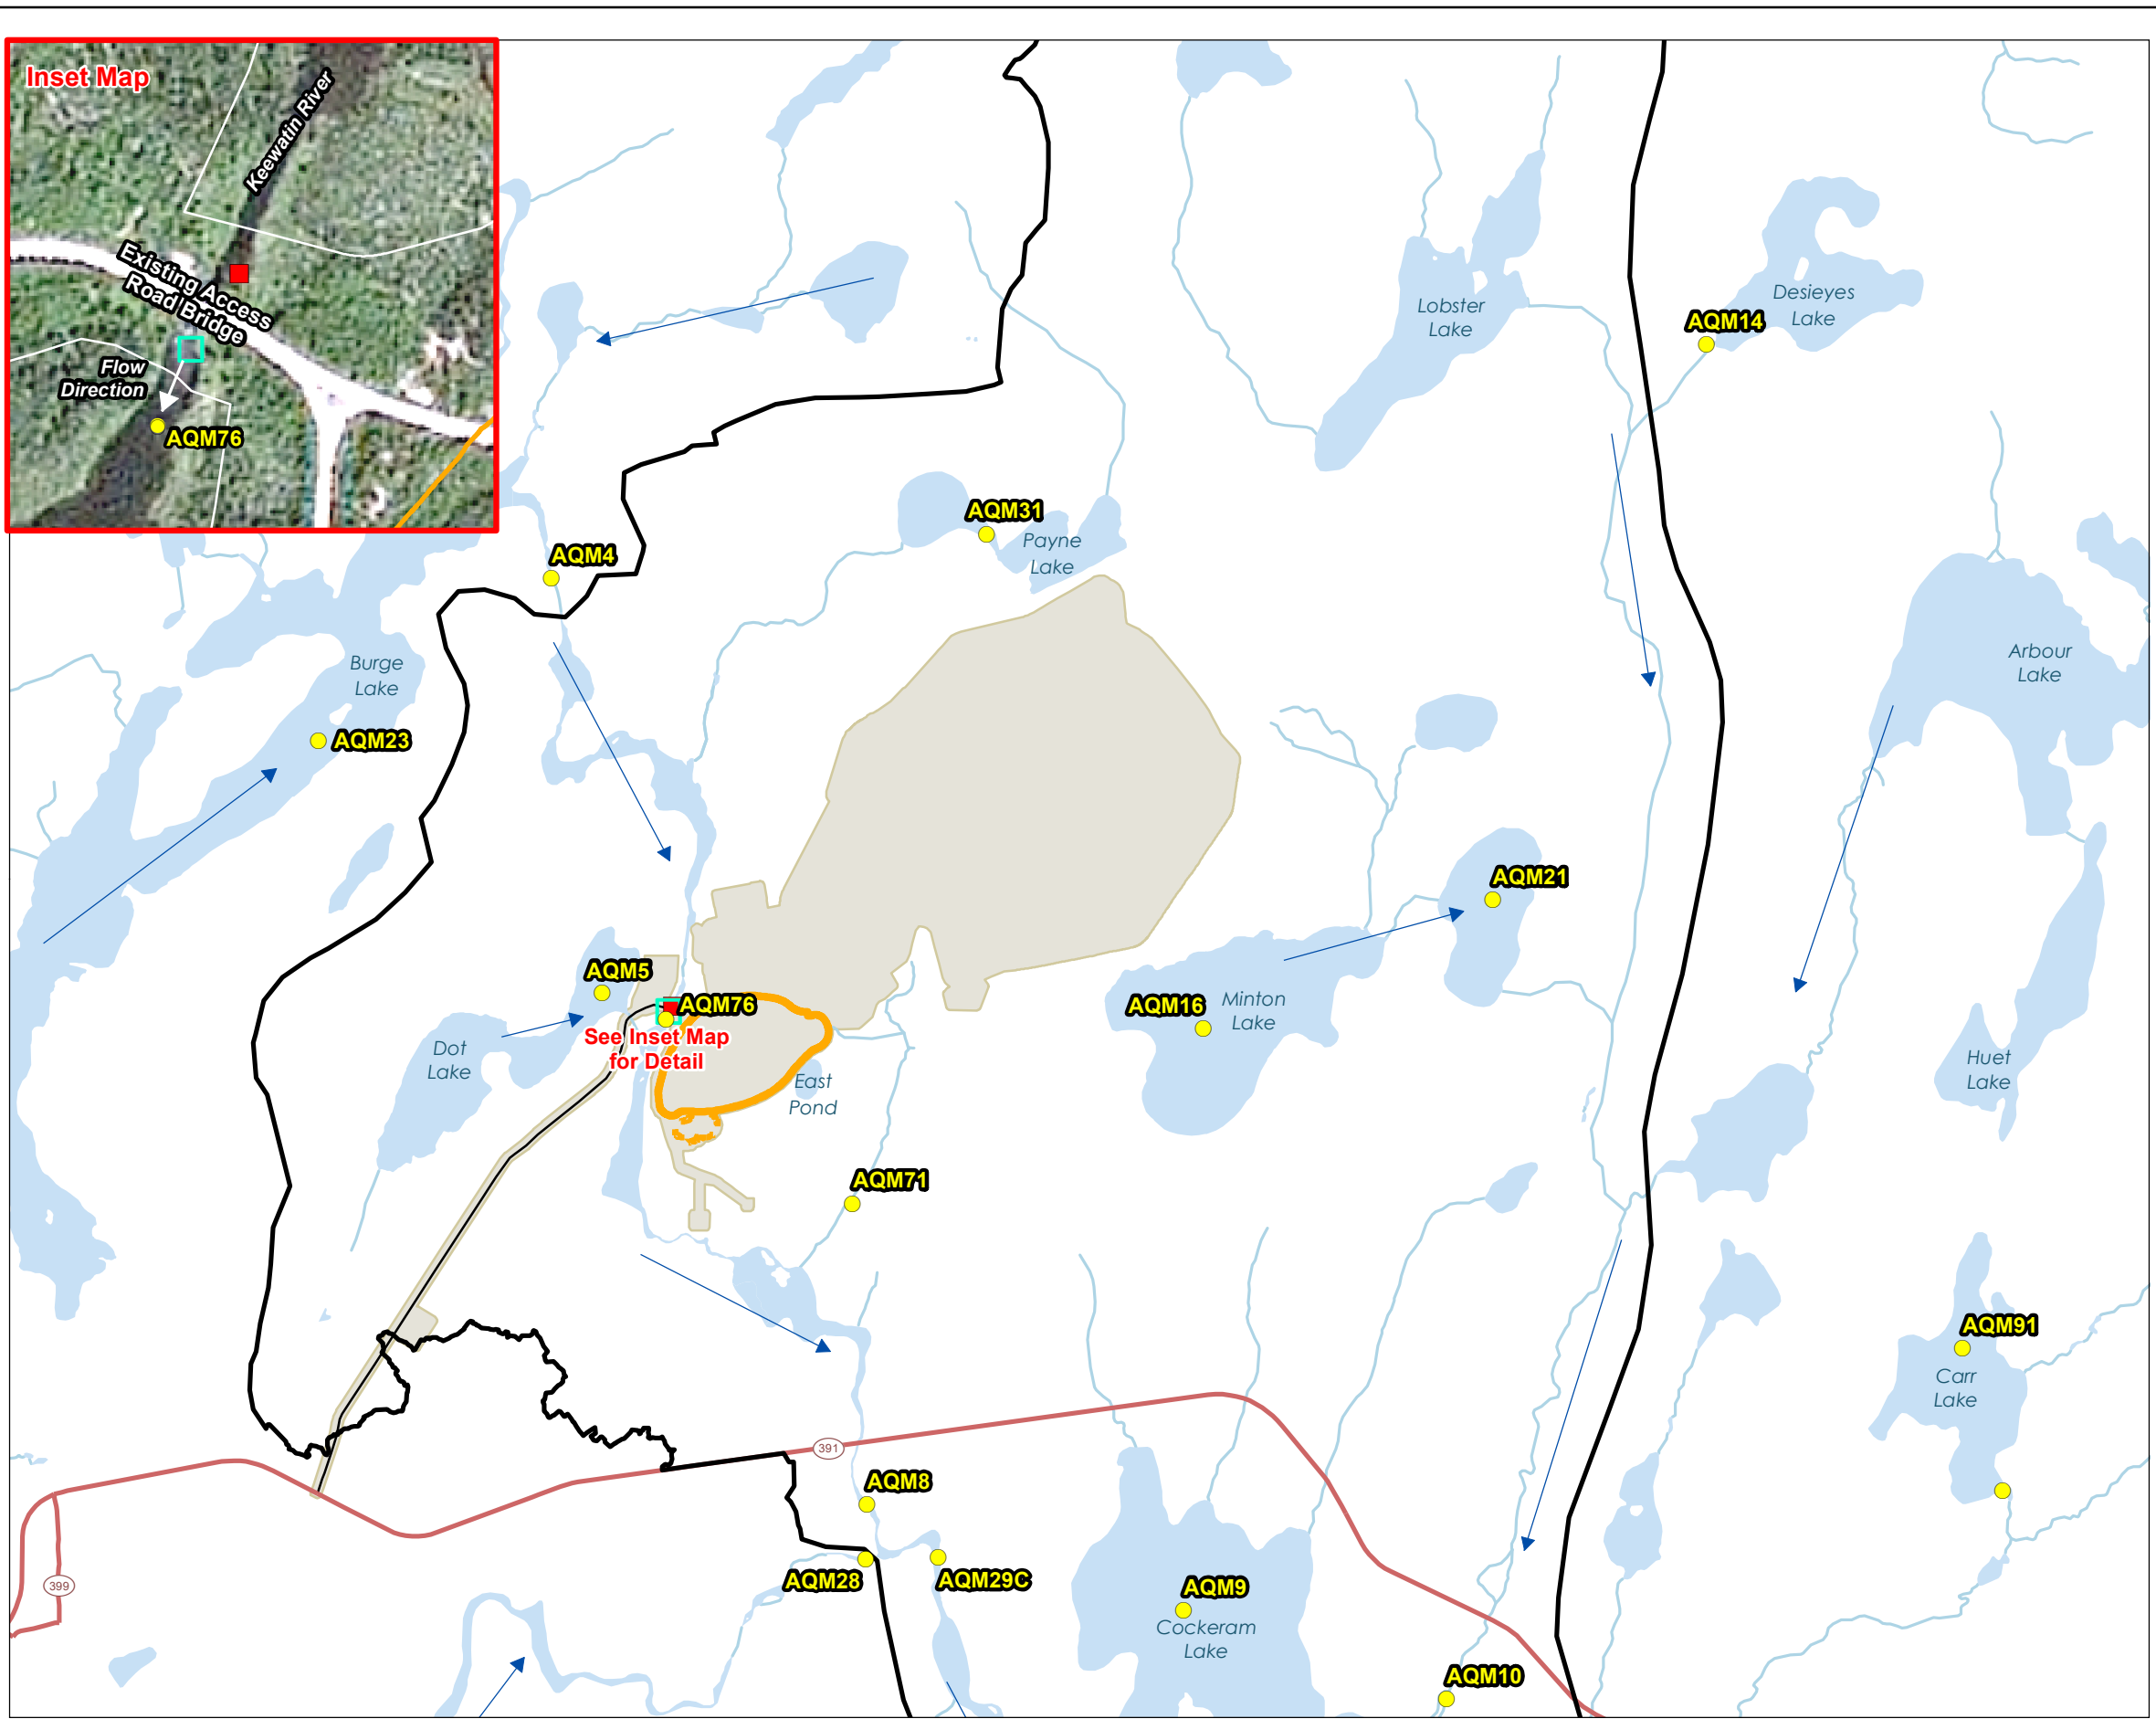 Inset Map
Keewatin River
Existing Access
Road/Bridge
Flow
Direction
AQM76
Lobster
Lake
Desieyes
Lake
AQM14
AQM31
Payne
Lake
AQM4
Burge
Lake
AQM23
Arbour
Lake
AQM21
AQM5
AQM76
See Inset Map
for Detail
AQM16
Minton
Lake
Dot
Lake
East
Pond
Huet
Lake
AQM71
AQM91
Carr
Lake
391
AQM8
399
AQM28
AQM29C
AQM9
Cockeram
Lake
AQM10